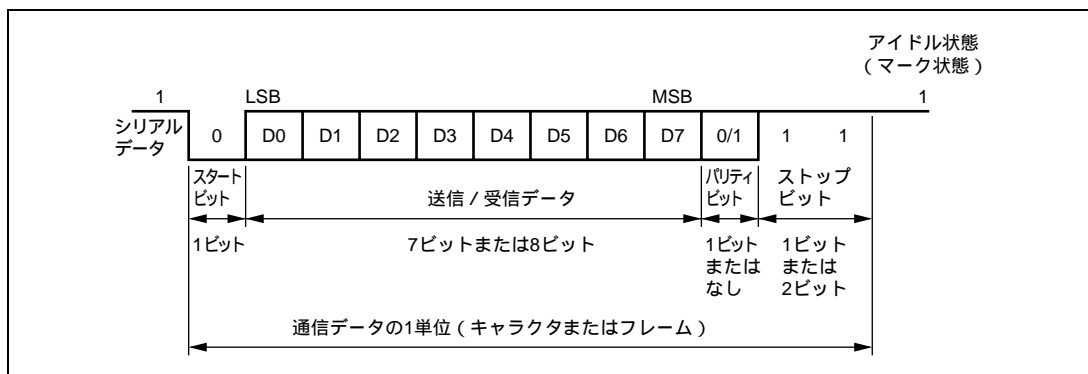 アイドル状態
(マーク状態)
1 LSB MSB 1
シリアル
データ
0 D0 D1 D2 D3 D4 D5 D6 D7 0/1 1 1
スタート
ビット
送信/受信データ
パリティ
ビット
ストップ
ビット
1ビット
7ビットまたは8ビット
1ビット
または
なし
1ビット
または
2ビット
通信データの1単位(キャラクタまたはフレーム)